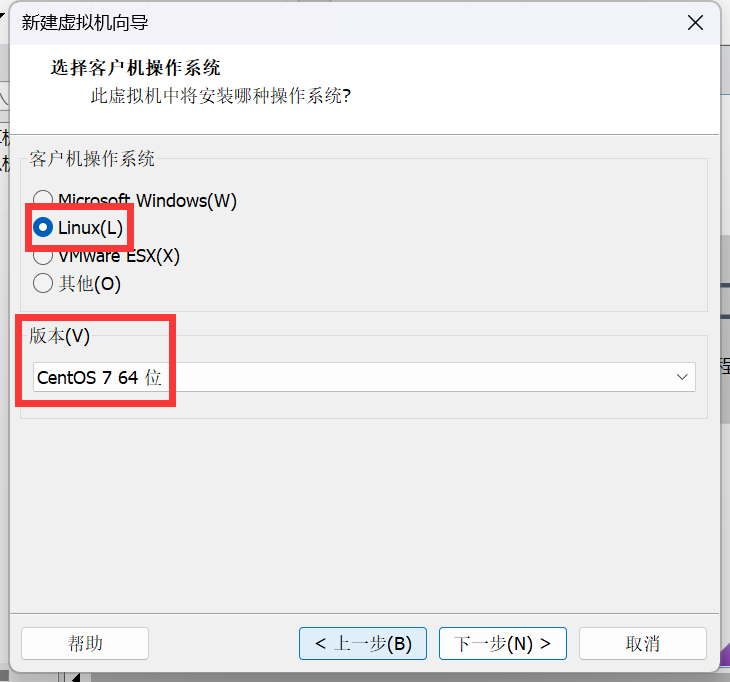 新建虚拟机向导
选择客户机操作系统
此虚拟机中将安装哪种操作系统?
客户机操作系统
Microsoft Windows(W)
Linux(L)
VMware ESX(X)
其他(O)
版本(V)
CentOS 7 64 位
帮助
< 上一步(B)
下一步(N) >
取消